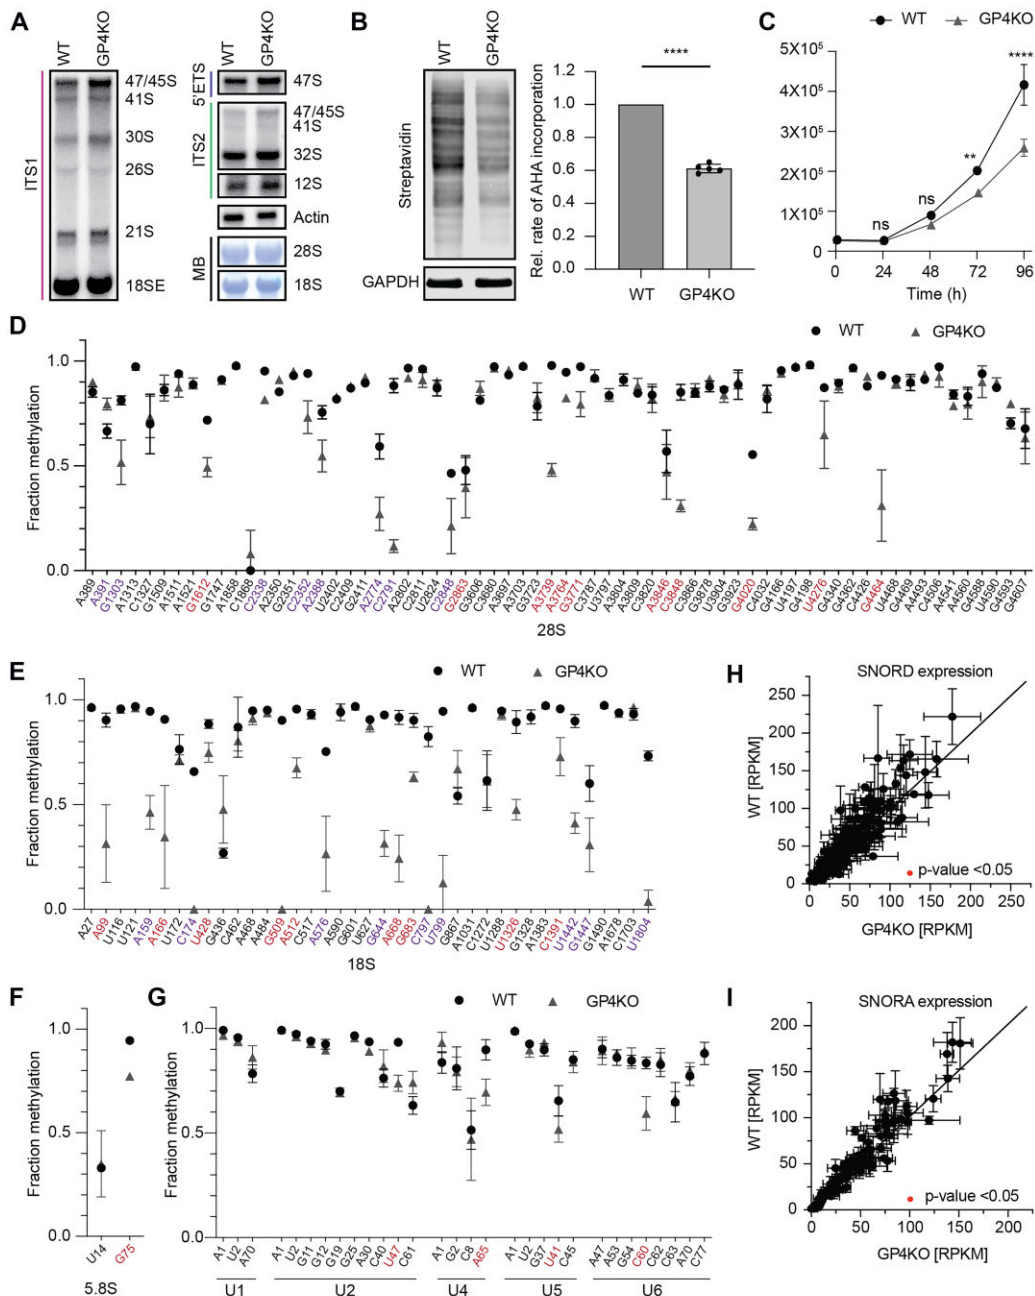 A
WT
GP4KO
ITS1
47/45S
41S
30S
26S
21S
18SE
WT
GP4KO
5'ETS
47S
ITS2
47/45S
41S
32S
12S
Actin
MB
28S
18S
B
WT
GP4KO
Streptavidin
GAPDH
Rel. rate of AHA incorporation
****
1.2
1.0
0.8
0.6
0.4
0.2
0.0
WT
GP4KO
C
WT
GP4KO
5X10⁵
4X10⁵
3X10⁵
2X10⁵
1X10⁵
0
ns
ns
**
****
0 24 48 72 96
Time (h)
D
WT
GP4KO
Fraction methylation
1.0
0.5
0.0
A389 A391 G1303 A1313 C1327 G1509 A1511 A1521 G1612 G1747 A1858 C1868 C2338 A2350 G2351 C2352 A2388 U2402 C2409 G2411 A2774 C2791 A2802 C2811 U2824 C2848 G2863 G3606 C3680 A3697 A3703 G3723 A3739 A3764 G3771 C3787 U3797 A3804 A3809 C3820 A3846 C3848 C3866 G3878 U3904 G3923 G4020 C4032 G4166 U4197 G4198 U4276 G4340 G4362 C4426 G4464 U4468 G4469 A4493 C4506 A4541 A4560 G4588 U4590 G4593 G4607
28S
E
WT
GP4KO
Fraction methylation
1.0
0.5
0.0
A27 A99 U116 U121 A159 A166 U172 C174 U428 G436 C462 A468 A484 G509 A512 C517 A576 A590 G601 U627 G644 A668 G683 C797 U799 G867 A1031 C1272 U1288 U1326 G1328 A1383 C1391 U1442 G1447 G1490 A1678 C1703 U1804
18S
F
Fraction methylation
1.0
0.5
0.0
U14 G75
5.8S
G
WT
GP4KO
Fraction methylation
1.0
0.5
0.0
A1 U2 A70 A1 U2 G11 G12 G19 G25 A30 C40 U47 C61 A1 G2 C8 A65 A1 U2 G37 U41 C45 A47 A53 G54 C60 C62 C63 A70 C77
U1 U2 U4 U5 U6
H
SNORD expression
WT [RPKM]
250
200
150
100
50
0
p-value <0.05
0 50 100 150 200 250
GP4KO [RPKM]
I
SNORA expression
WT [RPKM]
200
150
100
50
0
p-value <0.05
0 50 100 150 200
GP4KO [RPKM]